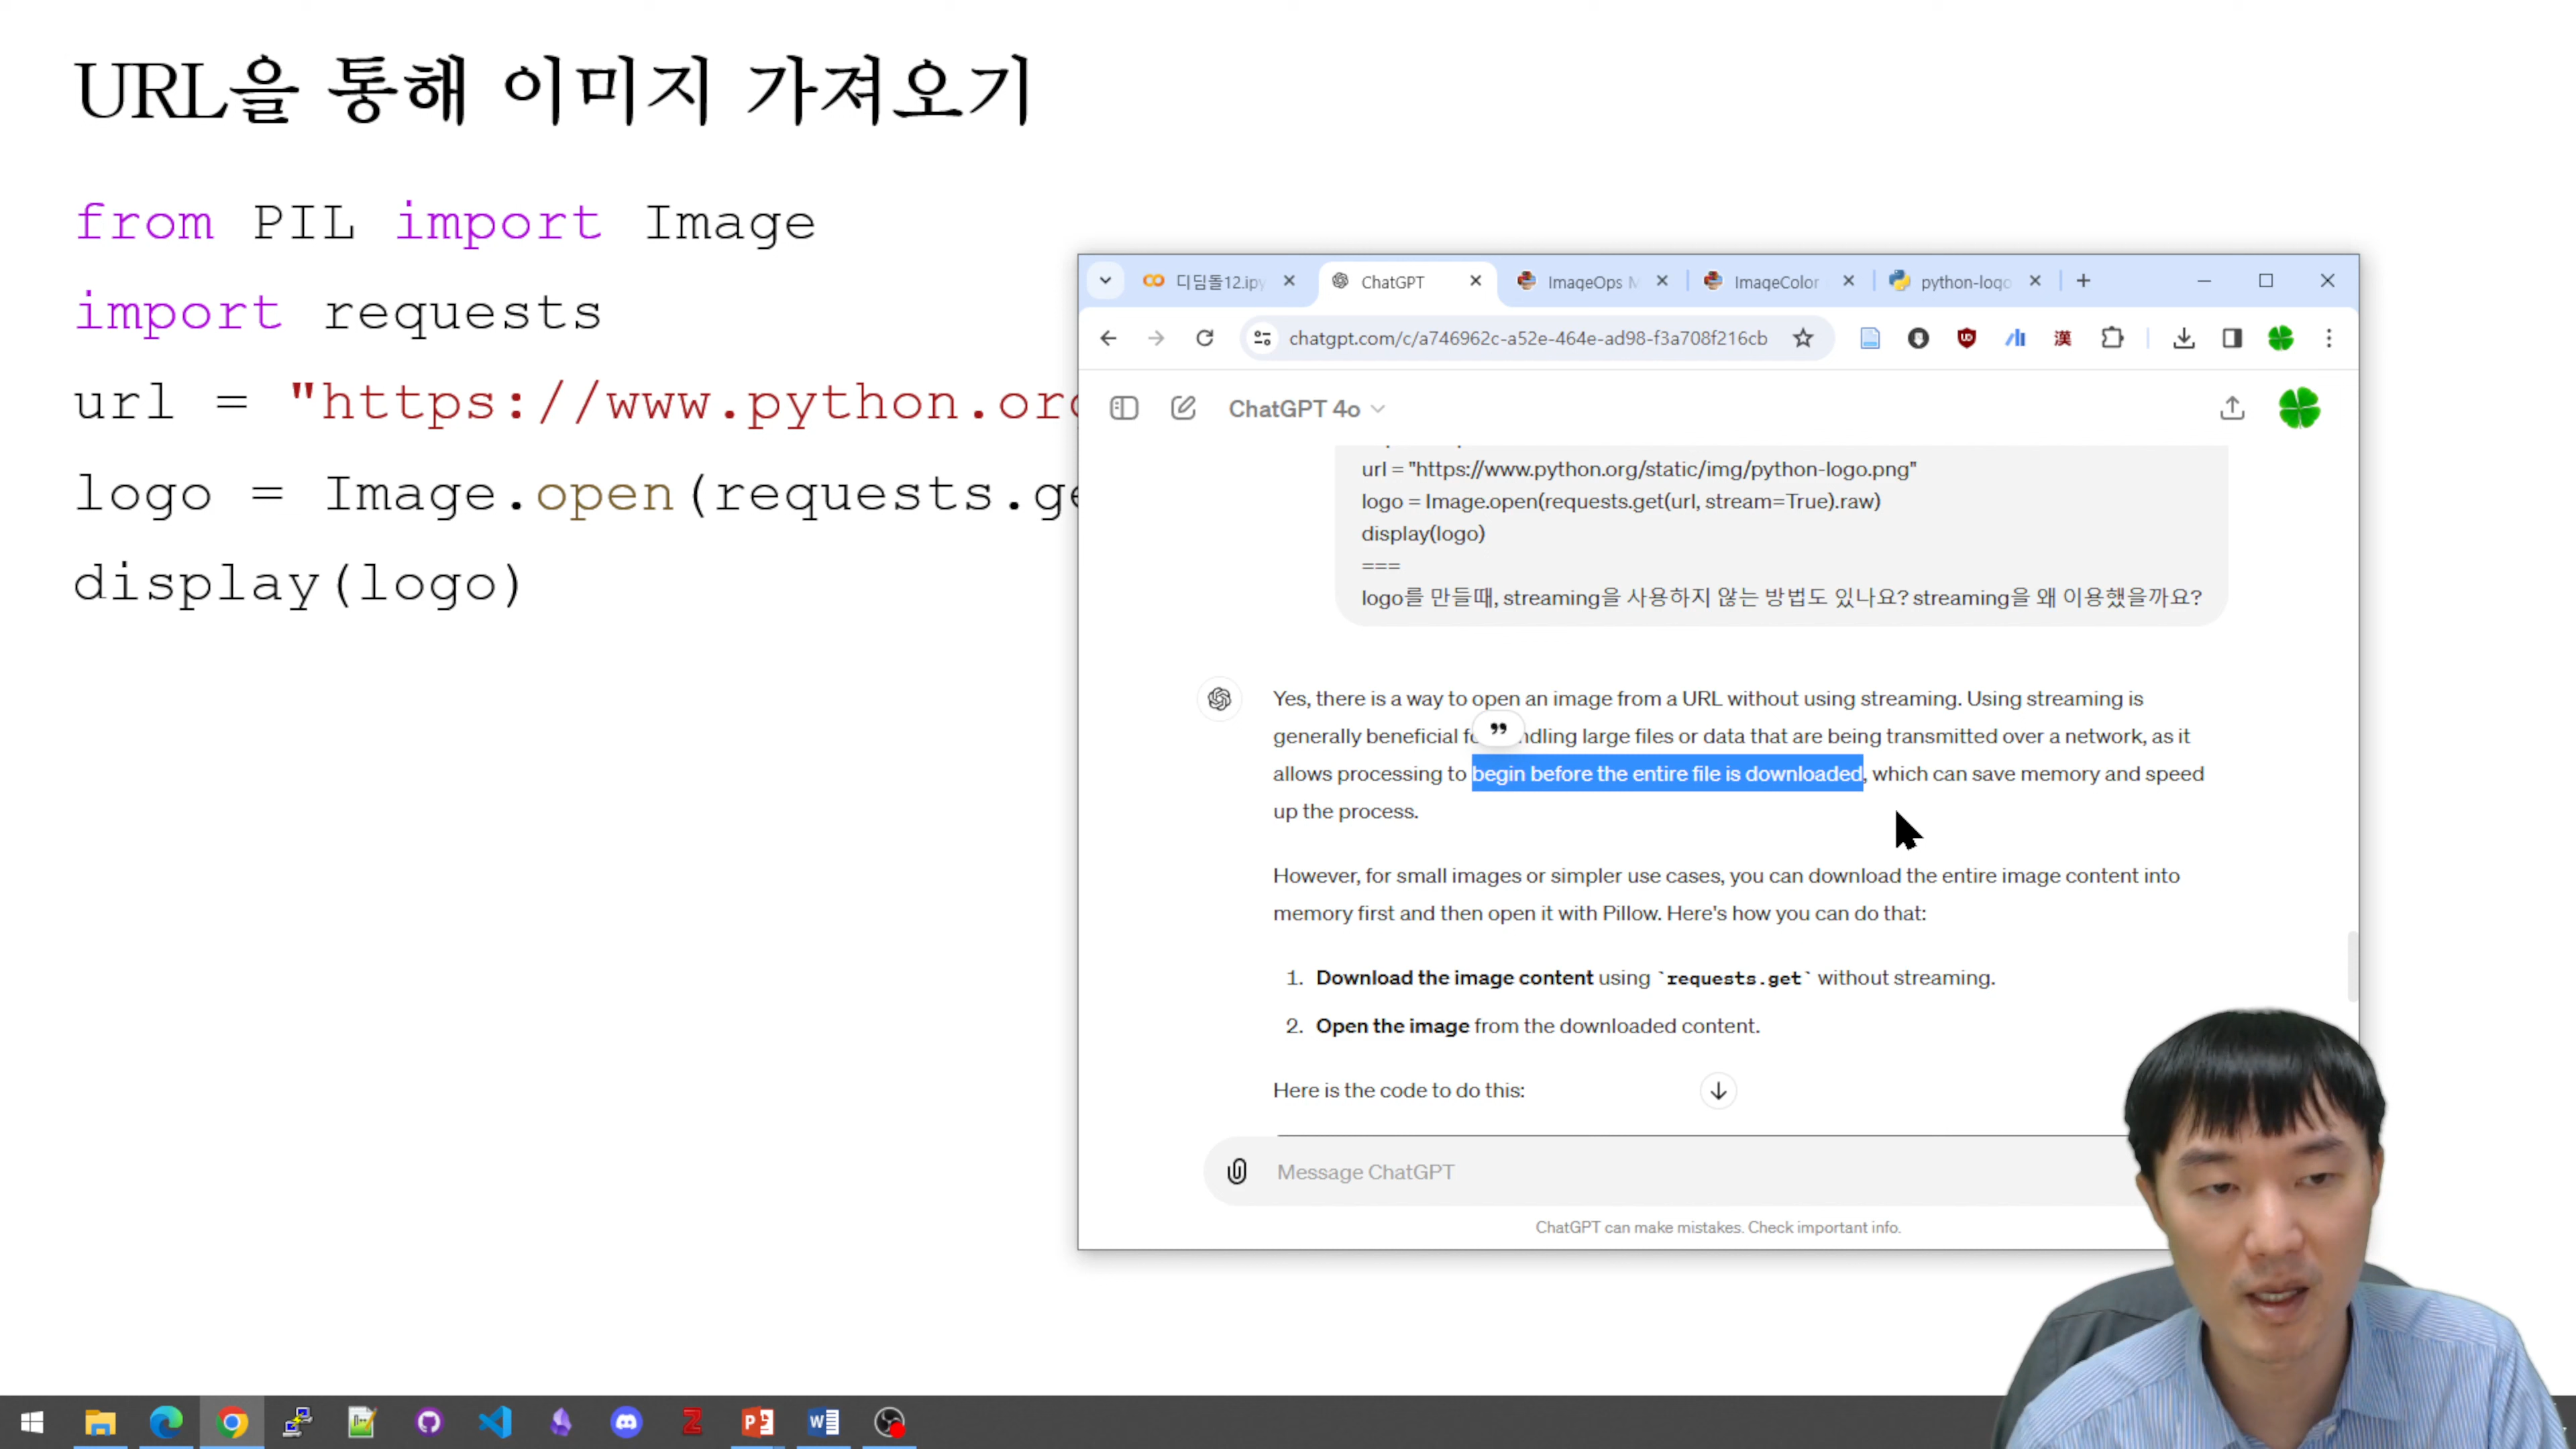 URL을 통해 이미지 가져오기
from PIL import Image
import requests
url = "https://www.python.org
logo = Image.open(requests.ge
display(logo)
디딤돌12.ipy
ChatGPT
ImageOps M
ImageColor
python-logo
chatgpt.com/c/a746962c-a52e-464e-ad98-f3a708f216cb
ChatGPT 4o
url = "https://www.python.org/static/img/python-logo.png"
logo = Image.open(requests.get(url, stream=True).raw)
display(logo)
===
logo를 만들때, streaming을 사용하지 않는 방법도 있나요? streaming을 왜 이용했을까요?
Yes, there is a way to open an image from a URL without using streaming. Using streaming is
generally beneficial ndling large files or data that are being transmitted over a network, as it
allows processing to begin before the entire file is downloaded, which can save memory and speed
up the process.
However, for small images or simpler use cases, you can download the entire image content into
memory first and then open it with Pillow. Here's how you can do that:
1. Download the image content using `requests.get` without streaming.
2. Open the image from the downloaded content.
Here is the code to do this:
Message ChatGPT
ChatGPT can make mistakes. Check important info.